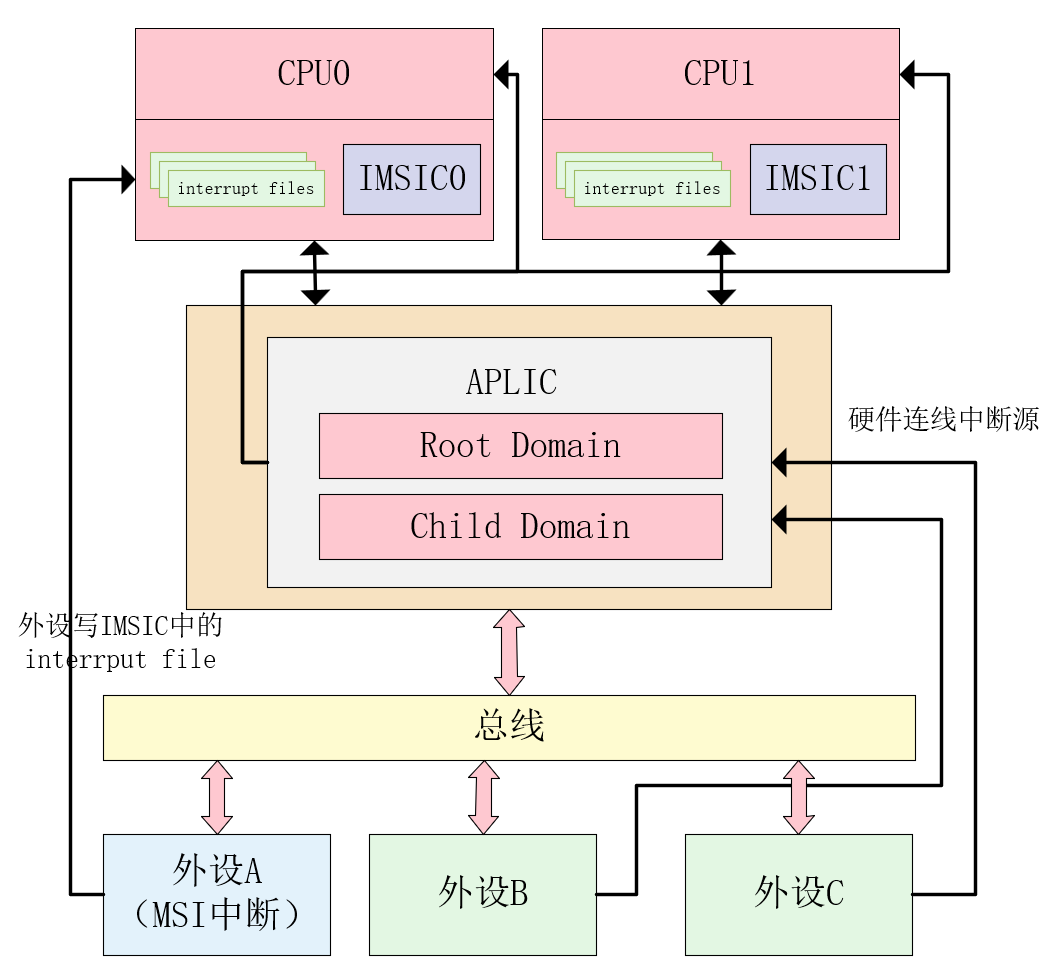 CPU0
CPU1
interrupt files
IMSIC0
interrupt files
IMSIC1
APLIC
Root Domain
Child Domain
硬件连线中断源
外设写IMSIC中的
interrput file
总线
外设A
（MSI中断）
外设B
外设C